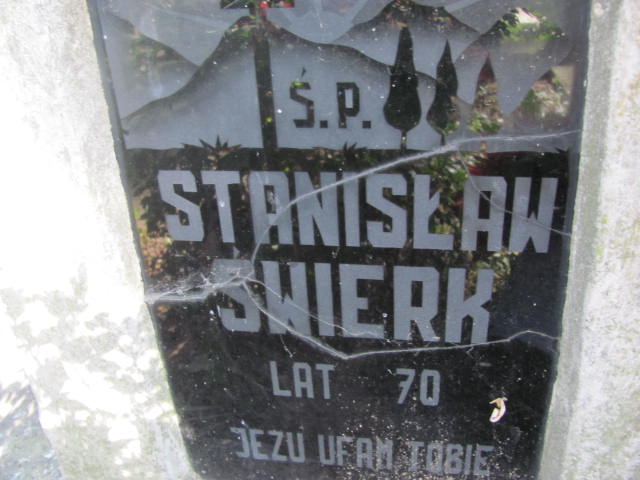 Ś.P.
STANISŁAW
ŚWIERK
LAT 70
JEZU UFAM TOBIE